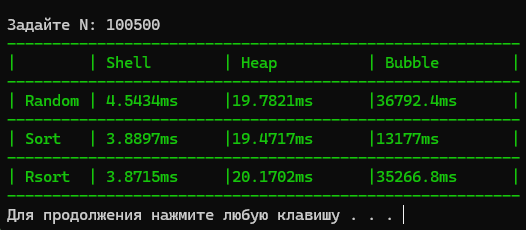 Задайте N: 100500
---------------------------------------------------------
|        | Shell        | Heap          | Bubble        |
---------------------------------------------------------
| Random | 4.5434ms     |19.7821ms      |36792.4ms      |
---------------------------------------------------------
| Sort   | 3.8897ms     |19.4717ms      |13177ms        |
---------------------------------------------------------
| Rsort  | 3.8715ms     |20.1702ms      |35266.8ms      |
---------------------------------------------------------
Для продолжения нажмите любую клавишу . . .